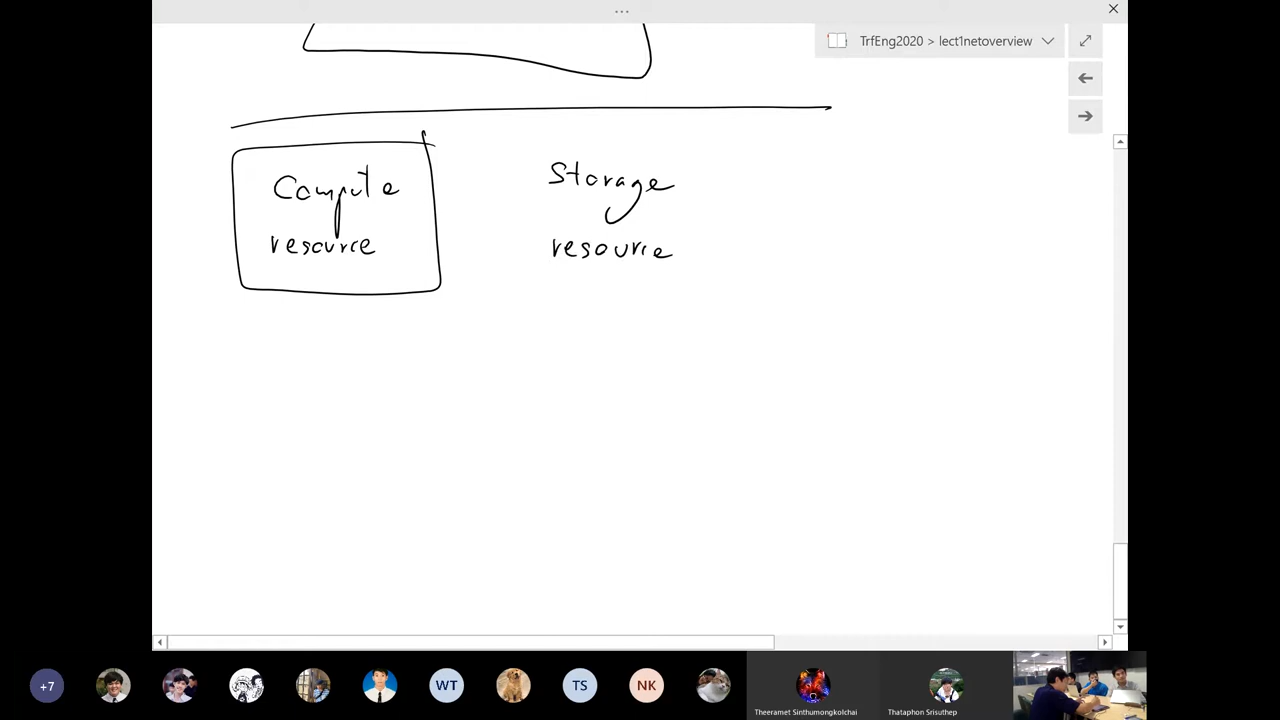 ...
TrfEng2020 > lect1netoverview
Compute
resource
Storage
resource
+7
WT
TS
NK
Theeramet Sinthumongkolchai
Thataphon Srisuthep